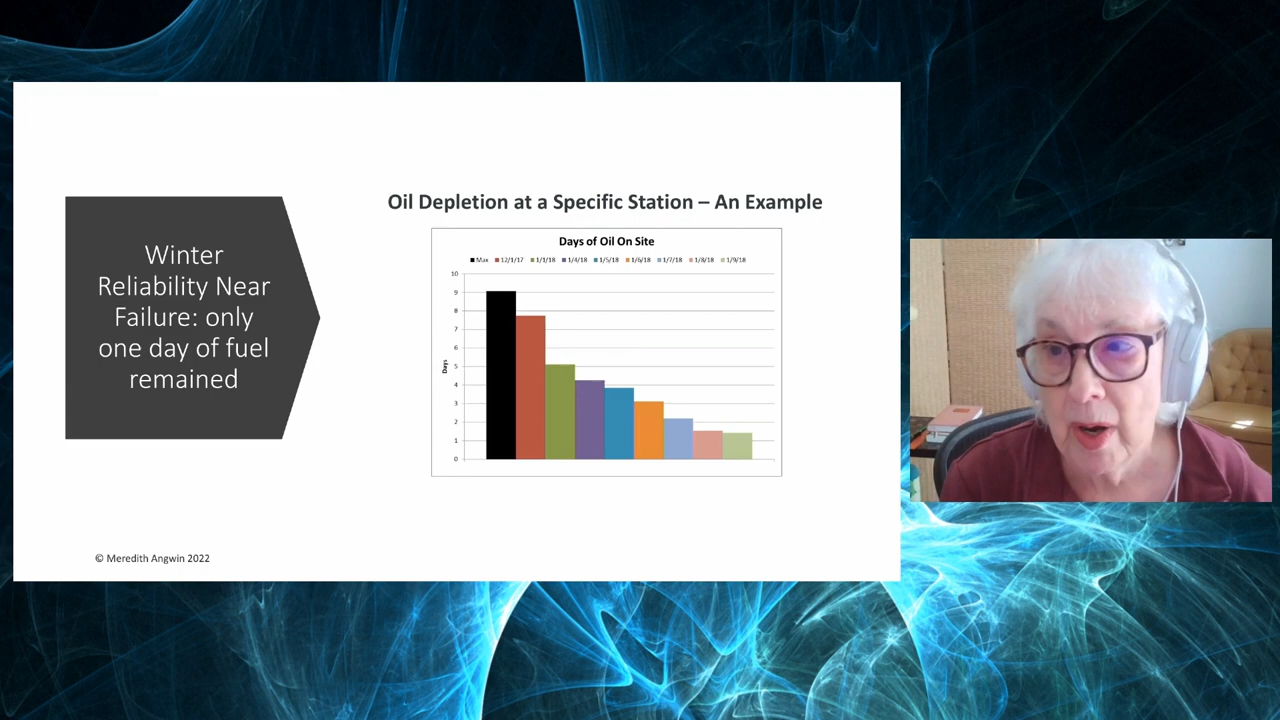 Winter
Reliability Near
Failure: only
one day of fuel
remained
Oil Depletion at a Specific Station – An Example
Days of Oil On Site
Max 12/1/17 1/1/18 1/4/18 1/5/18 1/6/18 1/7/18 1/8/18 1/9/18
10
9
8
7
6
5
4
3
2
1
0
Days
© Meredith Angwin 2022